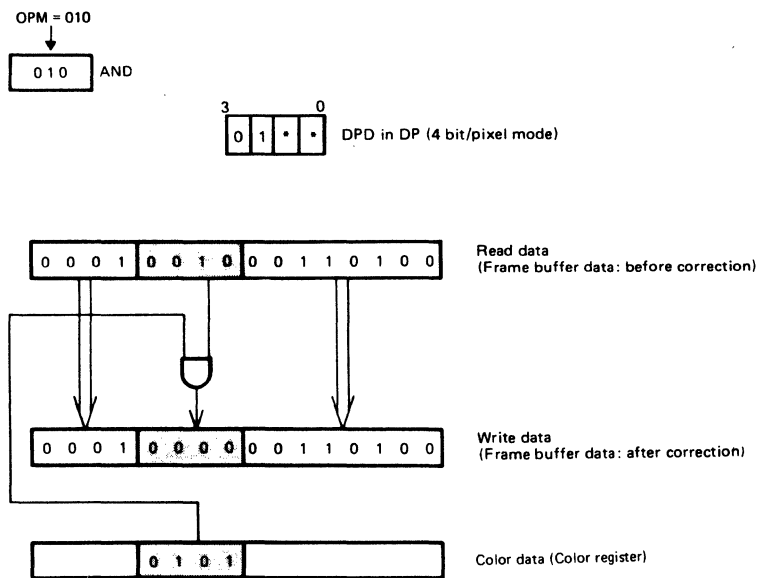 OPM = 010
0 1 0 AND
3 0
0 1 * * DPD in DP (4 bit/pixel mode)
0 0 0 1 0 0 1 0 0 0 1 1 0 1 0 0 Read data
(Frame buffer data: before correction)
0 0 0 1 0 0 0 0 0 0 1 1 0 1 0 0 Write data
(Frame buffer data: after correction)
0 1 0 1 Color data (Color register)